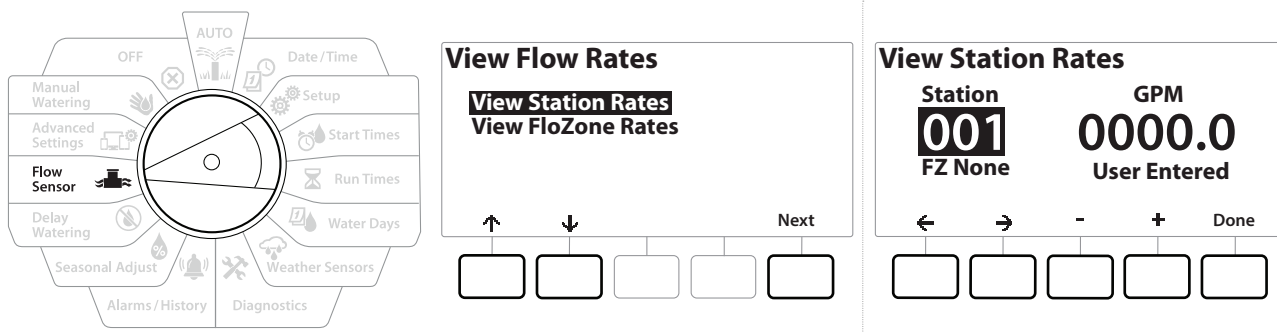 AUTO
Date / Time
Setup
Start Times
Run Times
Water Days
Weather Sensors
Diagnostics
Alarms / History
Seasonal Adjust
Delay
Watering
Flow
Sensor
Advanced
Settings
Manual
Watering
OFF
View Flow Rates
View Station Rates
View FloZone Rates
↑ ↓ Next
View Station Rates
Station GPM
001 0000.0
FZ None User Entered
← → - + Done